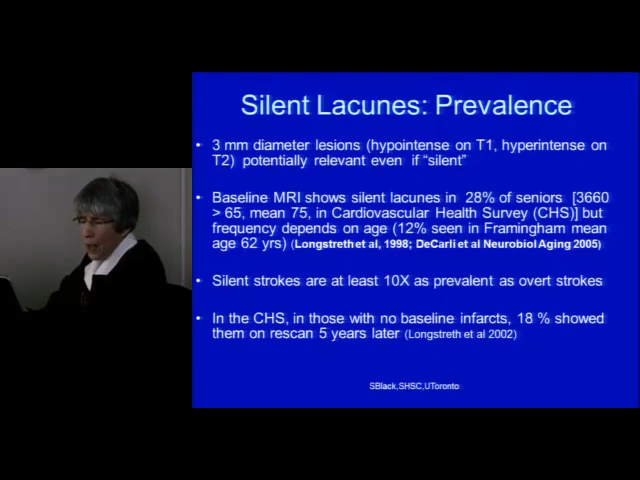 Silent Lacunes: Prevalence
• 3 mm diameter lesions (hypointense on T1, hyperintense on
T2) potentially relevant even if “silent”
• Baseline MRI shows silent lacunes in 28% of seniors [3660
> 65, mean 75, in Cardiovascular Health Survey (CHS)] but
frequency depends on age (12% seen in Framingham mean
age 62 yrs) (Longstreth et al, 1998; DeCarli et al Neurobiol Aging 2005)
• Silent strokes are at least 10X as prevalent as overt strokes
• In the CHS, in those with no baseline infarcts, 18 % showed
them on rescan 5 years later (Longstreth et al 2002)
SBlack,SHSC,UToronto